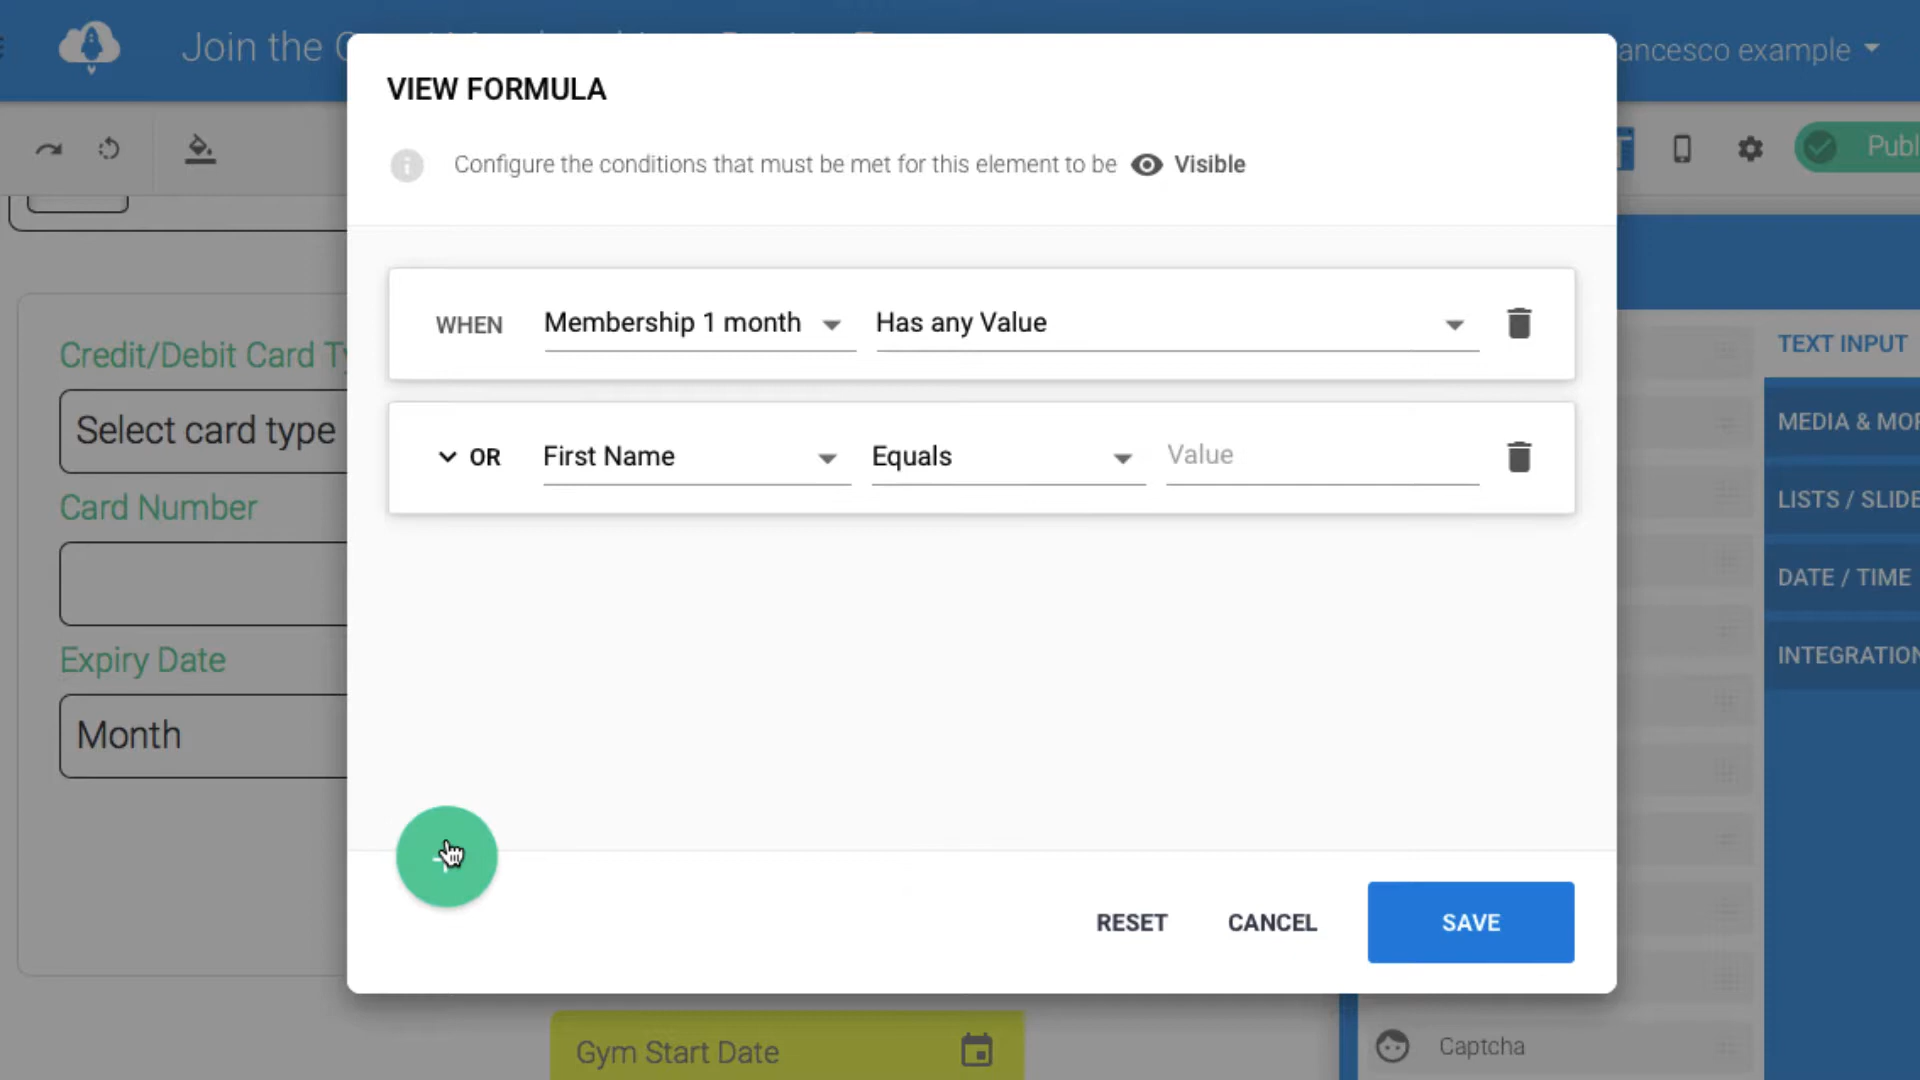 Join the
ancesco example
VIEW FORMULA
Configure the conditions that must be met for this element to be Visible
Publ
WHEN Membership 1 month Has any Value
OR First Name Equals Value
Credit/Debit Card Ty
Select card type
Card Number
Expiry Date
Month
TEXT INPUT
MEDIA & MOR
LISTS / SLIDE
DATE / TIME
INTEGRATION
RESET CANCEL SAVE
Gym Start Date
Captcha